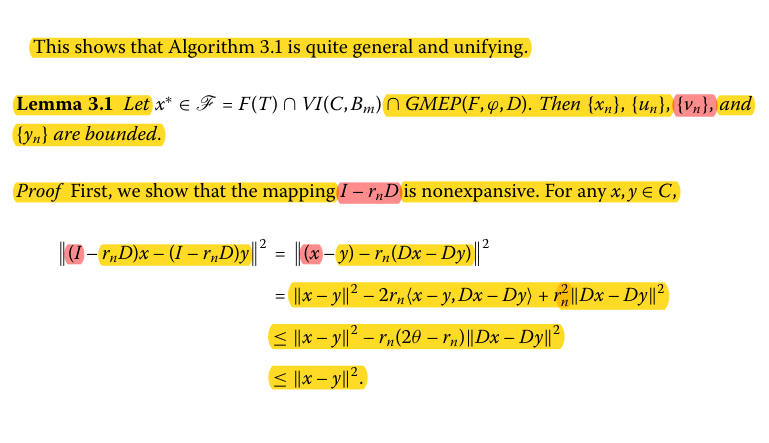 This shows that Algorithm 3.1 is quite general and unifying.
Lemma 3.1 Let x* ∈ ℱ = F(T) ∩ VI(C, B_m) ∩ GMEP(F, φ, D). Then {x_n}, {u_n}, {v_n}, and
{y_n} are bounded.
Proof First, we show that the mapping I – r_nD is nonexpansive. For any x, y ∈ C,
‖(I – r_nD)x – (I – r_nD)y‖² = ‖(x – y) – r_n(Dx – Dy)‖²
= ‖x – y‖² – 2r_n⟨x – y, Dx – Dy⟩ + r_n²‖Dx – Dy‖²
≤ ‖x – y‖² – r_n(2θ – r_n)‖Dx – Dy‖²
≤ ‖x – y‖².